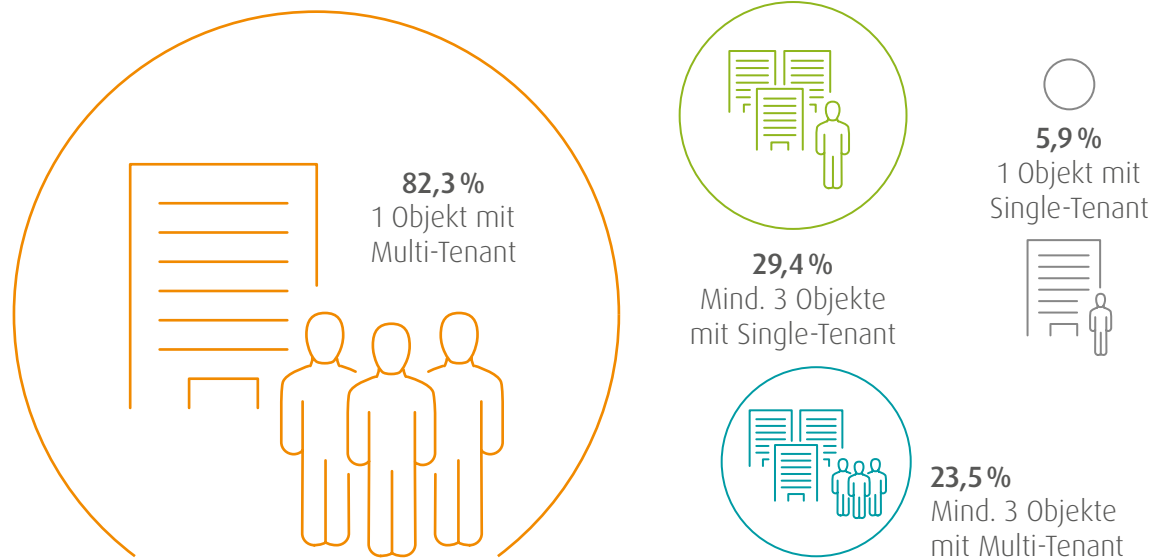 82,3 %
1 Objekt mit
Multi-Tenant
29,4 %
Mind. 3 Objekte
mit Single-Tenant
5,9 %
1 Objekt mit
Single-Tenant
23,5 %
Mind. 3 Objekte
mit Multi-Tenant